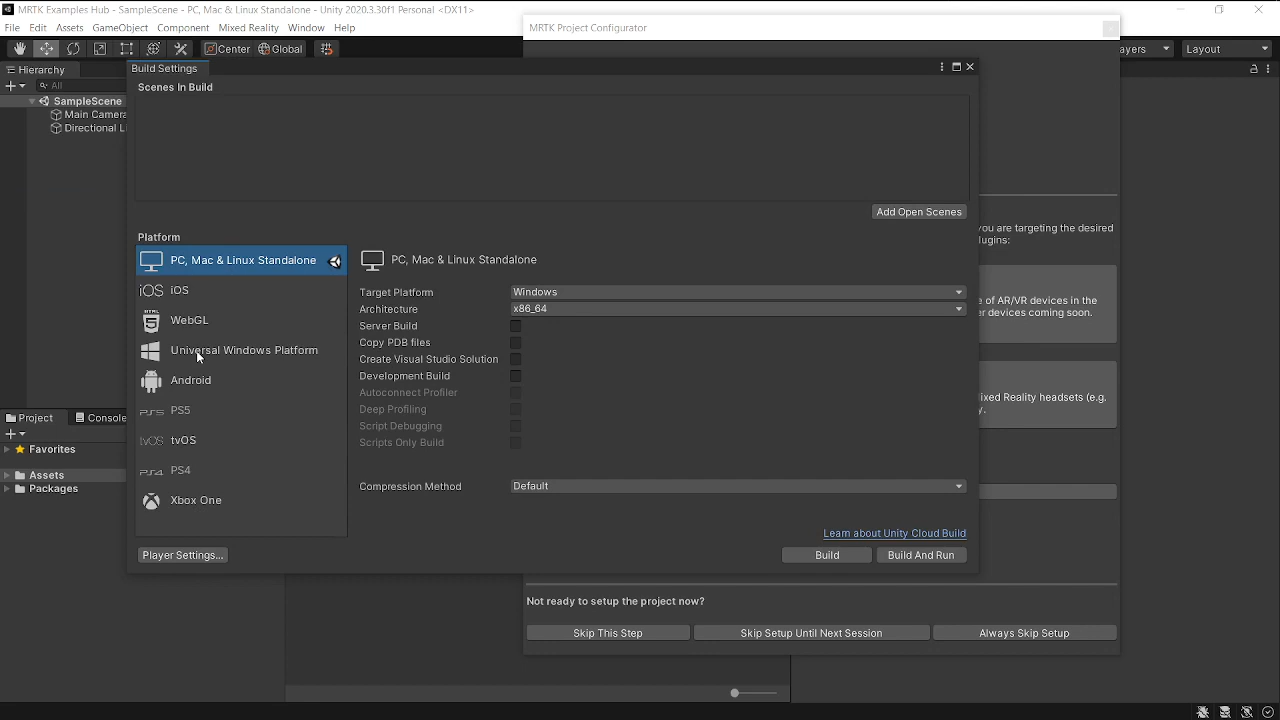 MRTK Examples Hub - SampleScene - PC, Mac & Linux Standalone - Unity 2020.3.30f1 Personal <DX11>
File Edit Assets GameObject Component Mixed Reality Window Help
MRTK Project Configurator
Center Global
ayers Layout
Hierarchy
All
SampleScene
Main Camera
Directional Li
Build Settings
Scenes In Build
Add Open Scenes
Platform
PC, Mac & Linux Standalone
iOS iOS
HTML WebGL
Universal Windows Platform
Android
PS5 PS5
tvOS tvOS
PS4 PS4
Xbox One
PC, Mac & Linux Standalone
Target Platform Windows
Architecture x86_64
Server Build
Copy PDB files
Create Visual Studio Solution
Development Build
Autoconnect Profiler
Deep Profiling
Script Debugging
Scripts Only Build
Compression Method Default
Learn about Unity Cloud Build
Player Settings... Build Build And Run
you are targeting the desired
lugins:
e of AR/VR devices in the
er devices coming soon.
ixed Reality headsets (e.g.
y.
Project Console
Favorites
Assets
Packages
Not ready to setup the project now?
Skip This Step Skip Setup Until Next Session Always Skip Setup